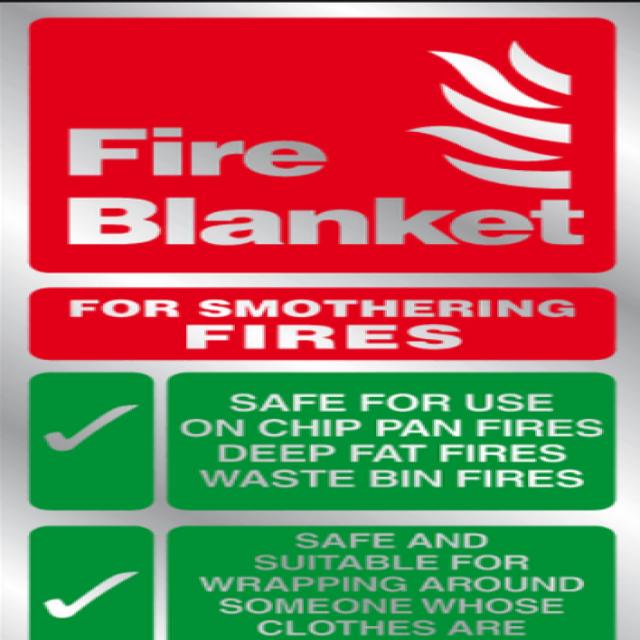 Fire
Blanket
FOR SMOTHERING
FIRES
SAFE FOR USE
ON CHIP PAN FIRES
DEEP FAT FIRES
WASTE BIN FIRES
SAFE AND
SUITABLE FOR
WRAPPING AROUND
SOMEONE WHOSE
CLOTHES ARE